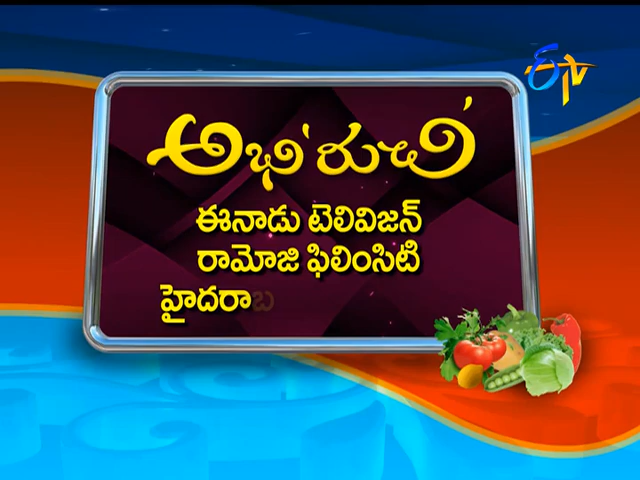 ETV
అభి'రుచి'
ఈనాడు టెలివిజన్
రామోజి ఫిలింసిటి
హైదరాబ